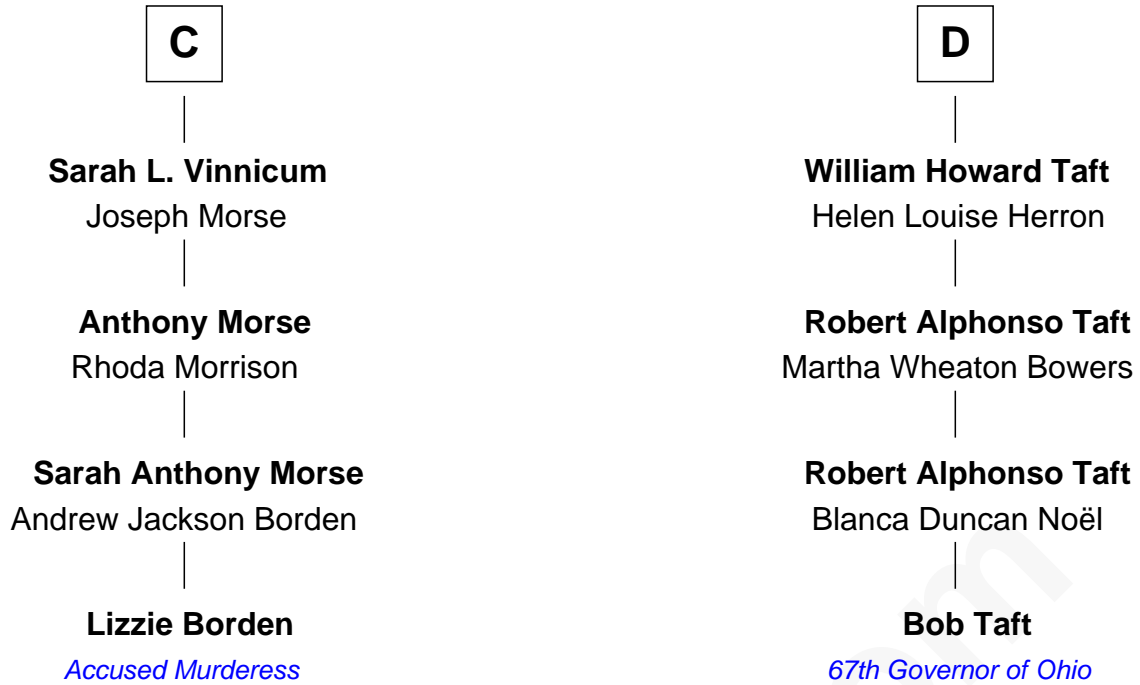 C
Sarah L. Vinnicum
Joseph Morse
Anthony Morse
Rhoda Morrison
Sarah Anthony Morse
Andrew Jackson Borden
Lizzie Borden
Accused Murderess
D
William Howard Taft
Helen Louise Herron
Robert Alphonso Taft
Martha Wheaton Bowers
Robert Alphonso Taft
Blanca Duncan Noël
Bob Taft
67th Governor of Ohio